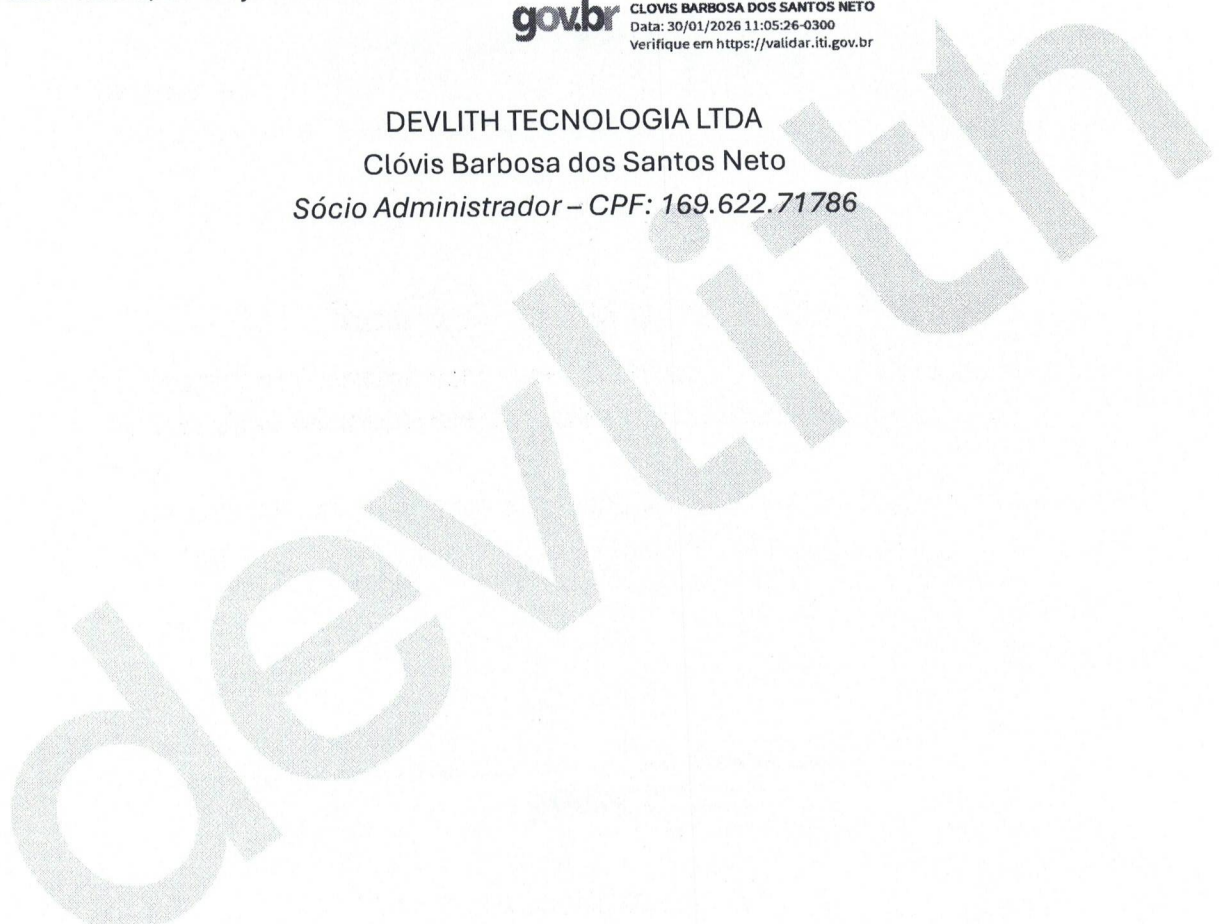 gov.br
CLOVIS BARBOSA DOS SANTOS NETO
Data: 30/01/2026 11:05:26-0300
Verifique em https://validar.iti.gov.br
DEVLITH TECNOLOGIA LTDA
Clóvis Barbosa dos Santos Neto
Sócio Administrador – CPF: 169.622.71786
devlith